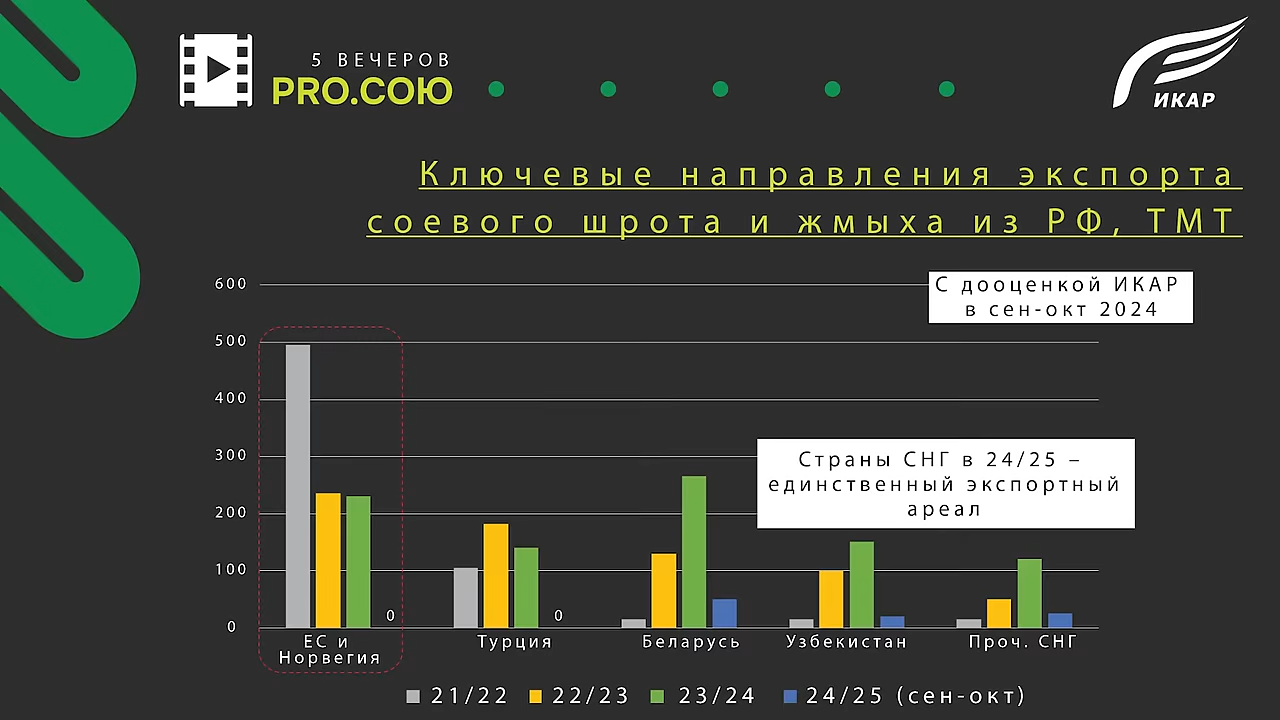 5 ВЕЧЕРОВ
PRO.СОЮ
ИКАР
Ключевые направления экспорта
соевого шрота и жмыха из РФ, ТМТ
600
500
400
300
200
100
0
С дооценкой ИКАР
в сен-окт 2024
Страны СНГ в 24/25 –
единственный экспортный
ареал
0
0
ЕС и
Норвегия
Турция
Беларусь
Узбекистан
Проч. СНГ
21/22
22/23
23/24
24/25 (сен-окт)